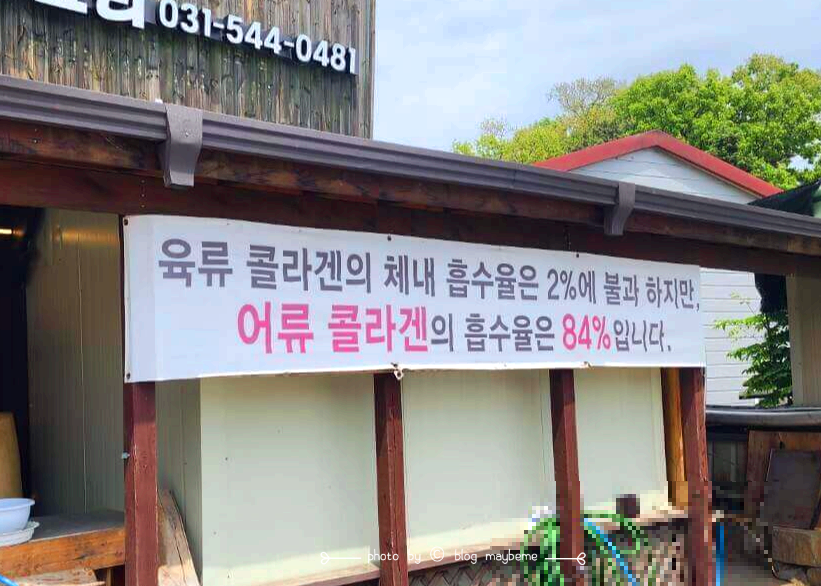 031-544-0481
육류 콜라겐의 체내 흡수율은 2%에 불과 하지만,
어류 콜라겐의 흡수율은 84%입니다.
photo by © blog maybeme